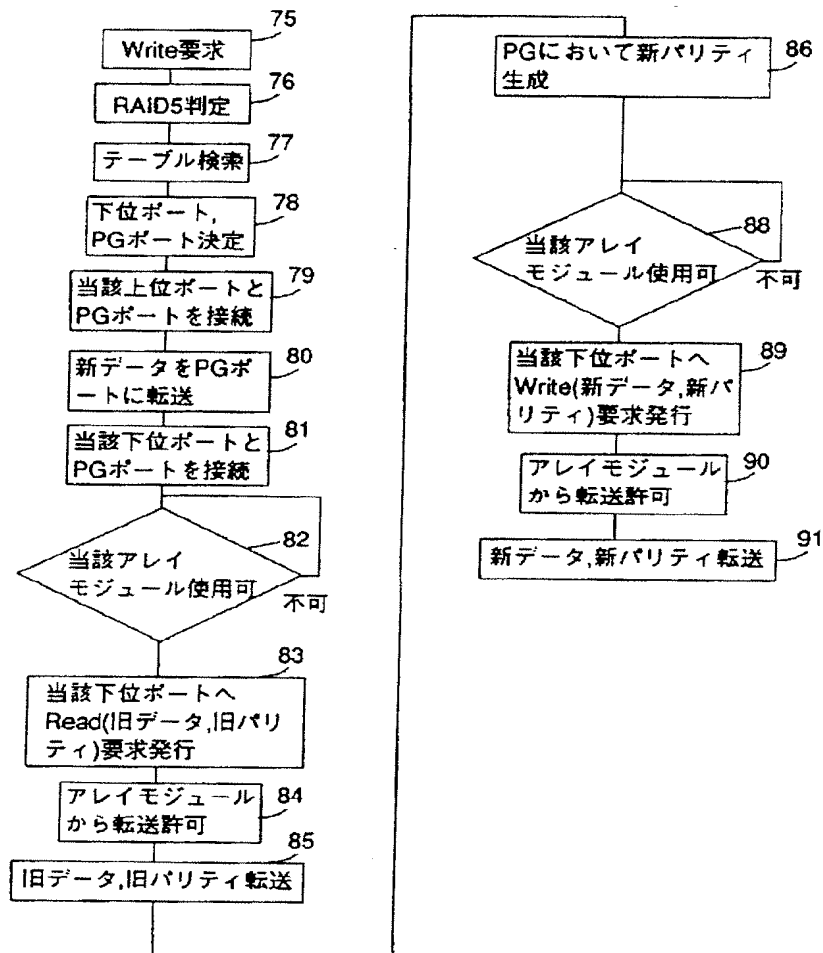 75
Write要求
76
RAID5判定
77
テーブル検索
78
下位ポート,
PGポート決定
79
当該上位ポートと
PGポートを接続
80
新データをPGポ
ートに転送
81
当該下位ポートと
PGポートを接続
82
当該アレイ
モジュール使用可
不可
83
当該下位ポートへ
Read(旧データ,旧パリ
ティ)要求発行
84
アレイモジュール
から転送許可
85
旧データ,旧パリティ転送
86
PGにおいて新パリティ
生成
88
当該アレイ
モジュール使用可
不可
89
当該下位ポートへ
Write(新データ,新パ
リティ)要求発行
90
アレイモジュール
から転送許可
91
新データ,新パリティ転送